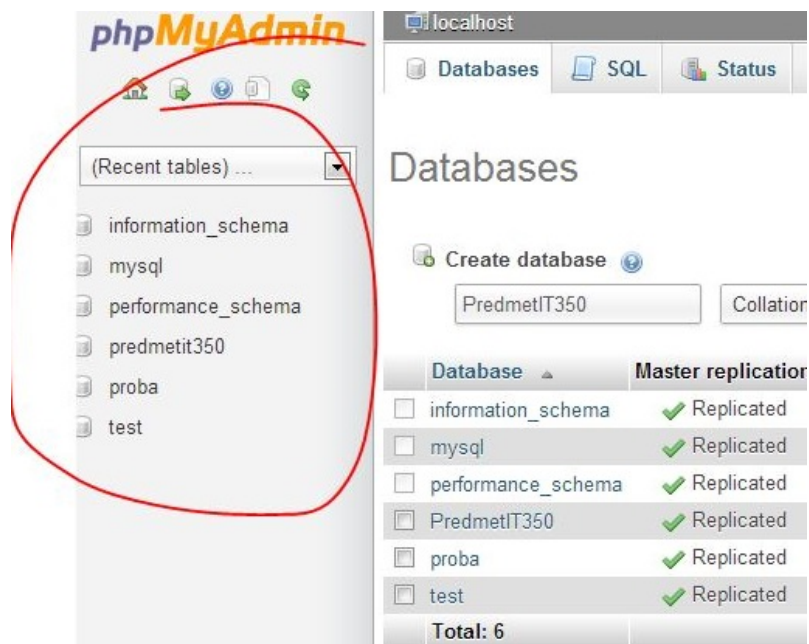 phpMyAdmin
(Recent tables) ...
information_schema
mysql
performance_schema
predmetit350
proba
test
localhost
Databases
SQL
Status
Databases
Create database
PredmetIT350
Collation
Database
Master replication
information_schema
Replicated
mysql
Replicated
performance_schema
Replicated
PredmetIT350
Replicated
proba
Replicated
test
Replicated
Total: 6